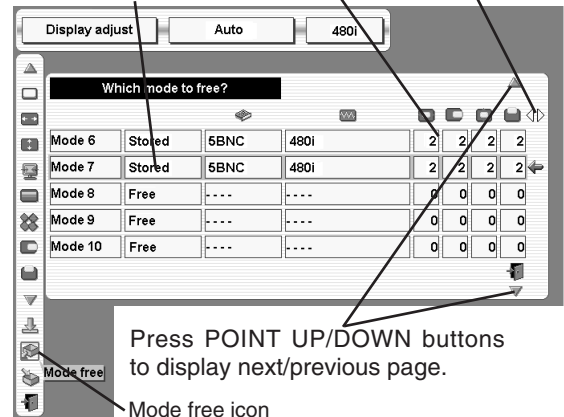 Display adjust Auto 480i
Which mode to free?
Mode 6 Stored 5BNC 480i 2 2 2 2
Mode 7 Stored 5BNC 480i 2 2 2 2
Mode 8 Free ---- ---- 0 0 0 0
Mode 9 Free ---- ---- 0 0 0 0
Mode 10 Free ---- ---- 0 0 0 0
Press POINT UP/DOWN buttons
to display next/previous page.
Mode free
Mode free icon